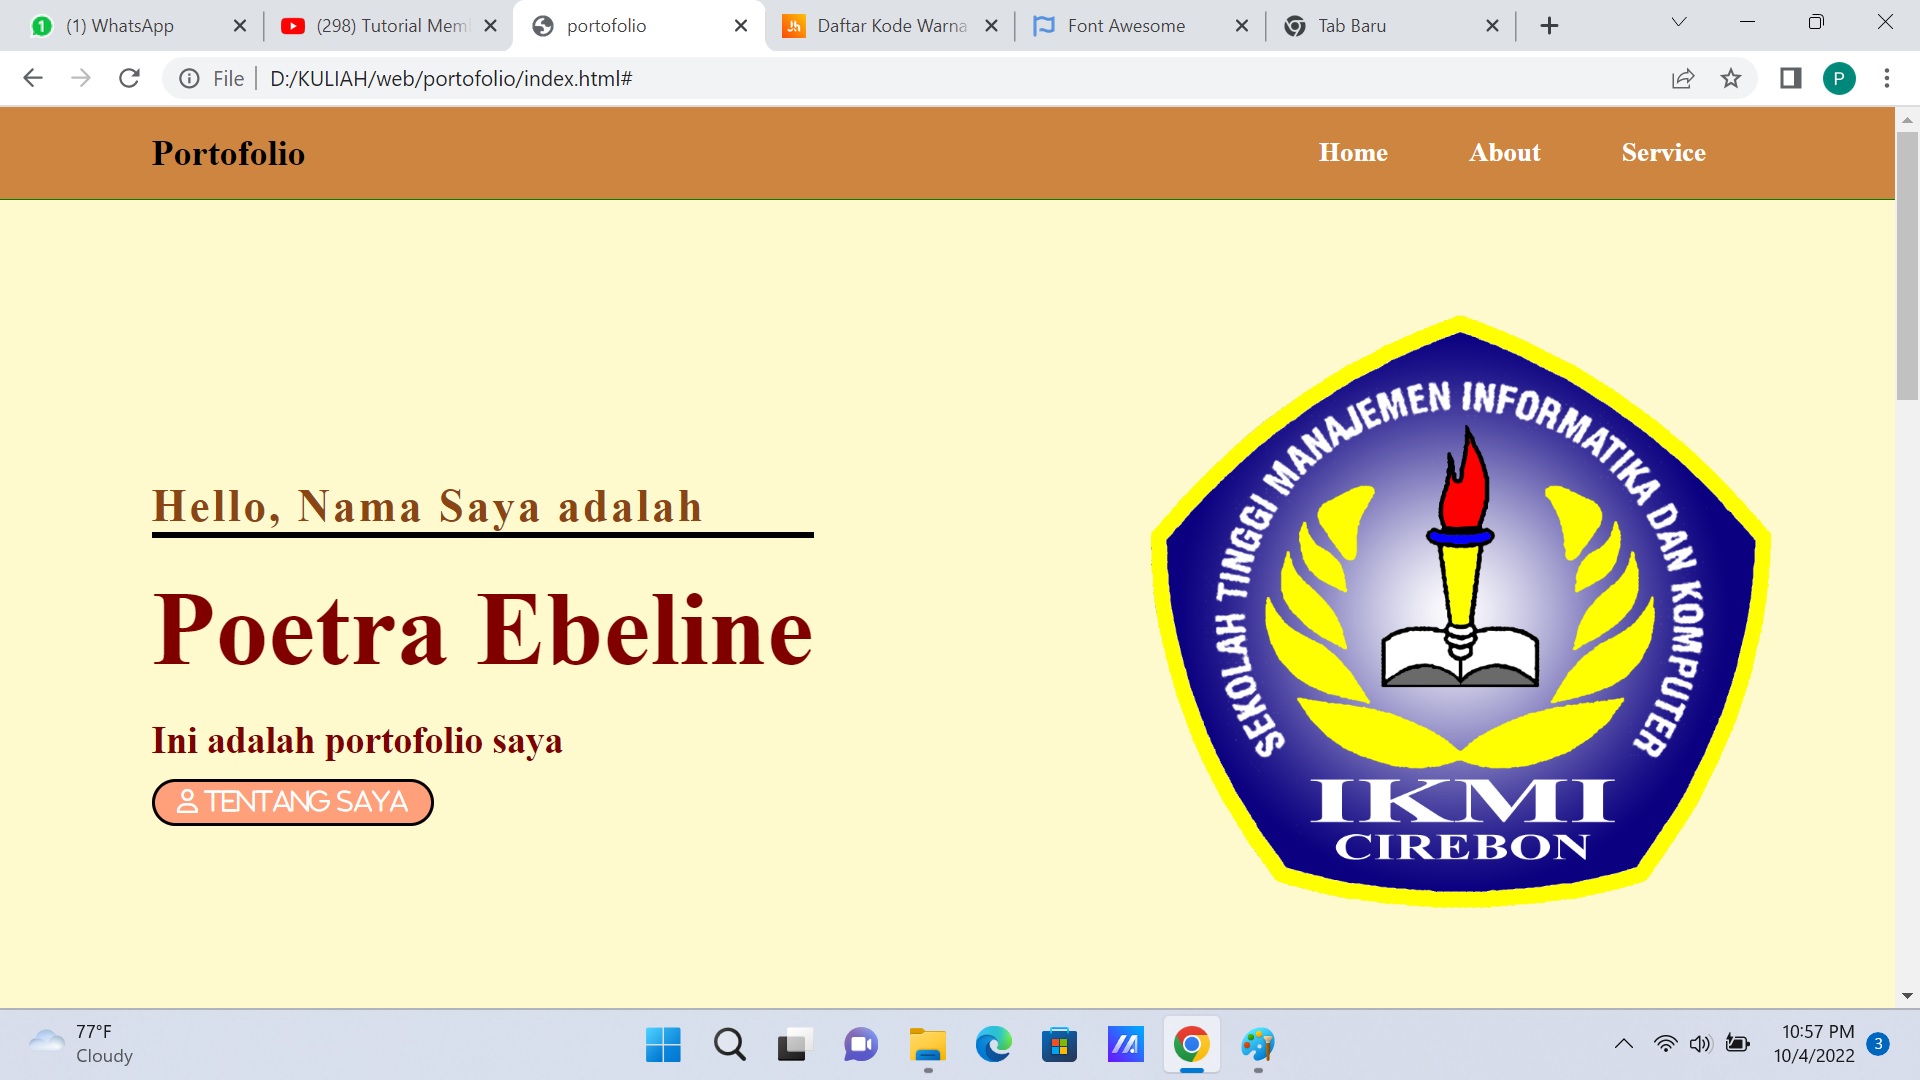 (1) WhatsApp
(298) Tutorial Mem
portofolio
Daftar Kode Warna
Font Awesome
Tab Baru
File
D:/KULIAH/web/portofolio/index.html#
P
Portofolio
Home
About
Service
Hello, Nama Saya adalah
Poetra Ebeline
Ini adalah portofolio saya
TENTANG SAYA
SEKOLAH TINGGI MANAJEMEN INFORMATIKA DAN KOMPUTER
IKMI
CIREBON
77°F
Cloudy
10:57 PM
10/4/2022
3